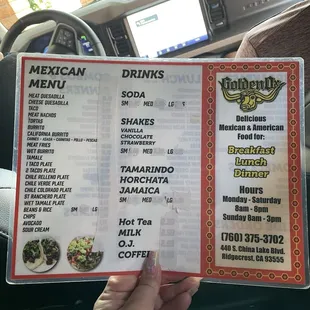 MEXICAN
MENU
MEAT QUESADILLA
CHEESE QUESADILLA
TACO
MEAT NACHOS
TORTAS
BURRITO
CALIFORNIA BURRITO
MEAT FRIES
WET BURRITO
TAMALE
1 TACO PLATE
2 TACOS PLATE
CHILE RELLENO PLATE
CHILE VERDE PLATE
CHILE COLORADO PLATE
ST RANCHERO PLATE
WET TAMALE PLATE
BEANS & RICE SM LG
CHIPS
AVOCADO
SOUR CREAM
DRINKS
SODA
SM MED LG
SHAKES
VANILLA
CHOCOLATE
STRAWBERRY
SM MED LG
TAMARINDO
HORCHATA
JAMAICA
SM MED LG
Hot Tea
MILK
O.J.
COFFEE
GoldenOx
Delicious
Mexican & American
Food for:
Breakfast
Lunch
Dinner
Hours
Monday - Saturday
8am - 8pm
Sunday 8am - 3pm
(760) 375-3702
440 S. China Lake Blvd.
Ridgecrest, CA 93555